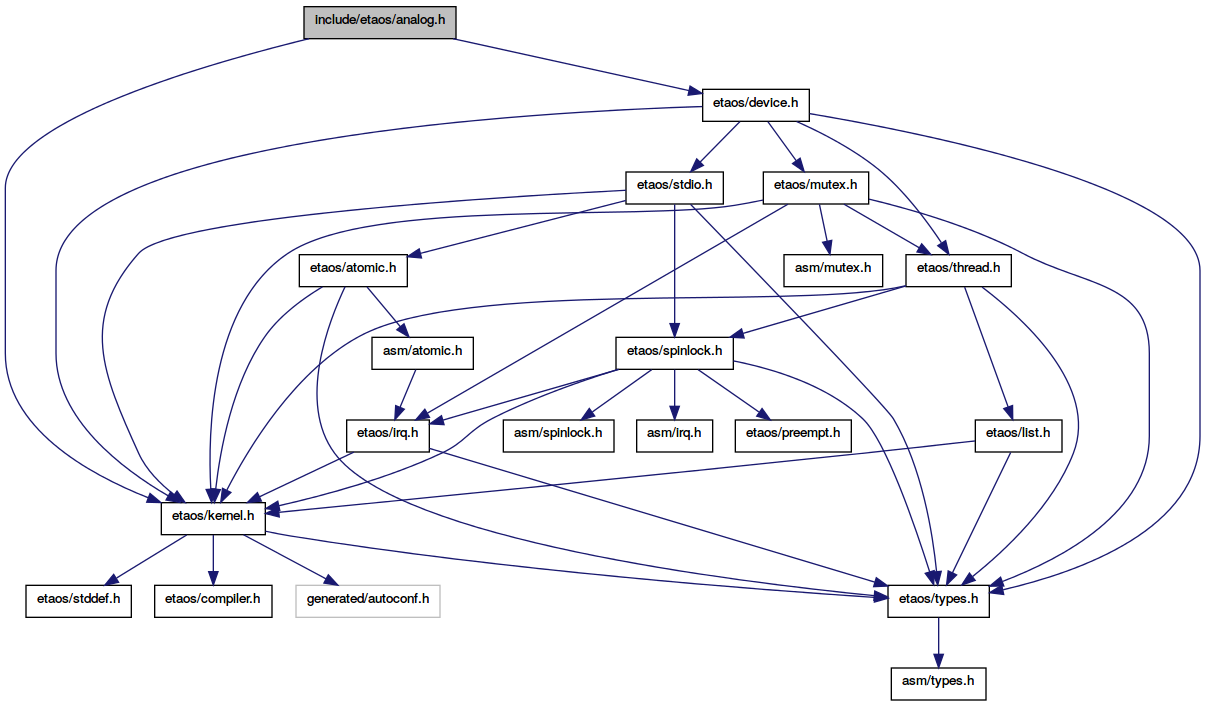 include/etaos/analog.h
etaos/device.h
etaos/stdio.h
etaos/mutex.h
etaos/atomic.h
asm/mutex.h
etaos/thread.h
asm/atomic.h
etaos/spinlock.h
etaos/irq.h
asm/spinlock.h
asm/irq.h
etaos/preempt.h
etaos/list.h
etaos/kernel.h
etaos/stddef.h
etaos/compiler.h
generated/autoconf.h
etaos/types.h
asm/types.h